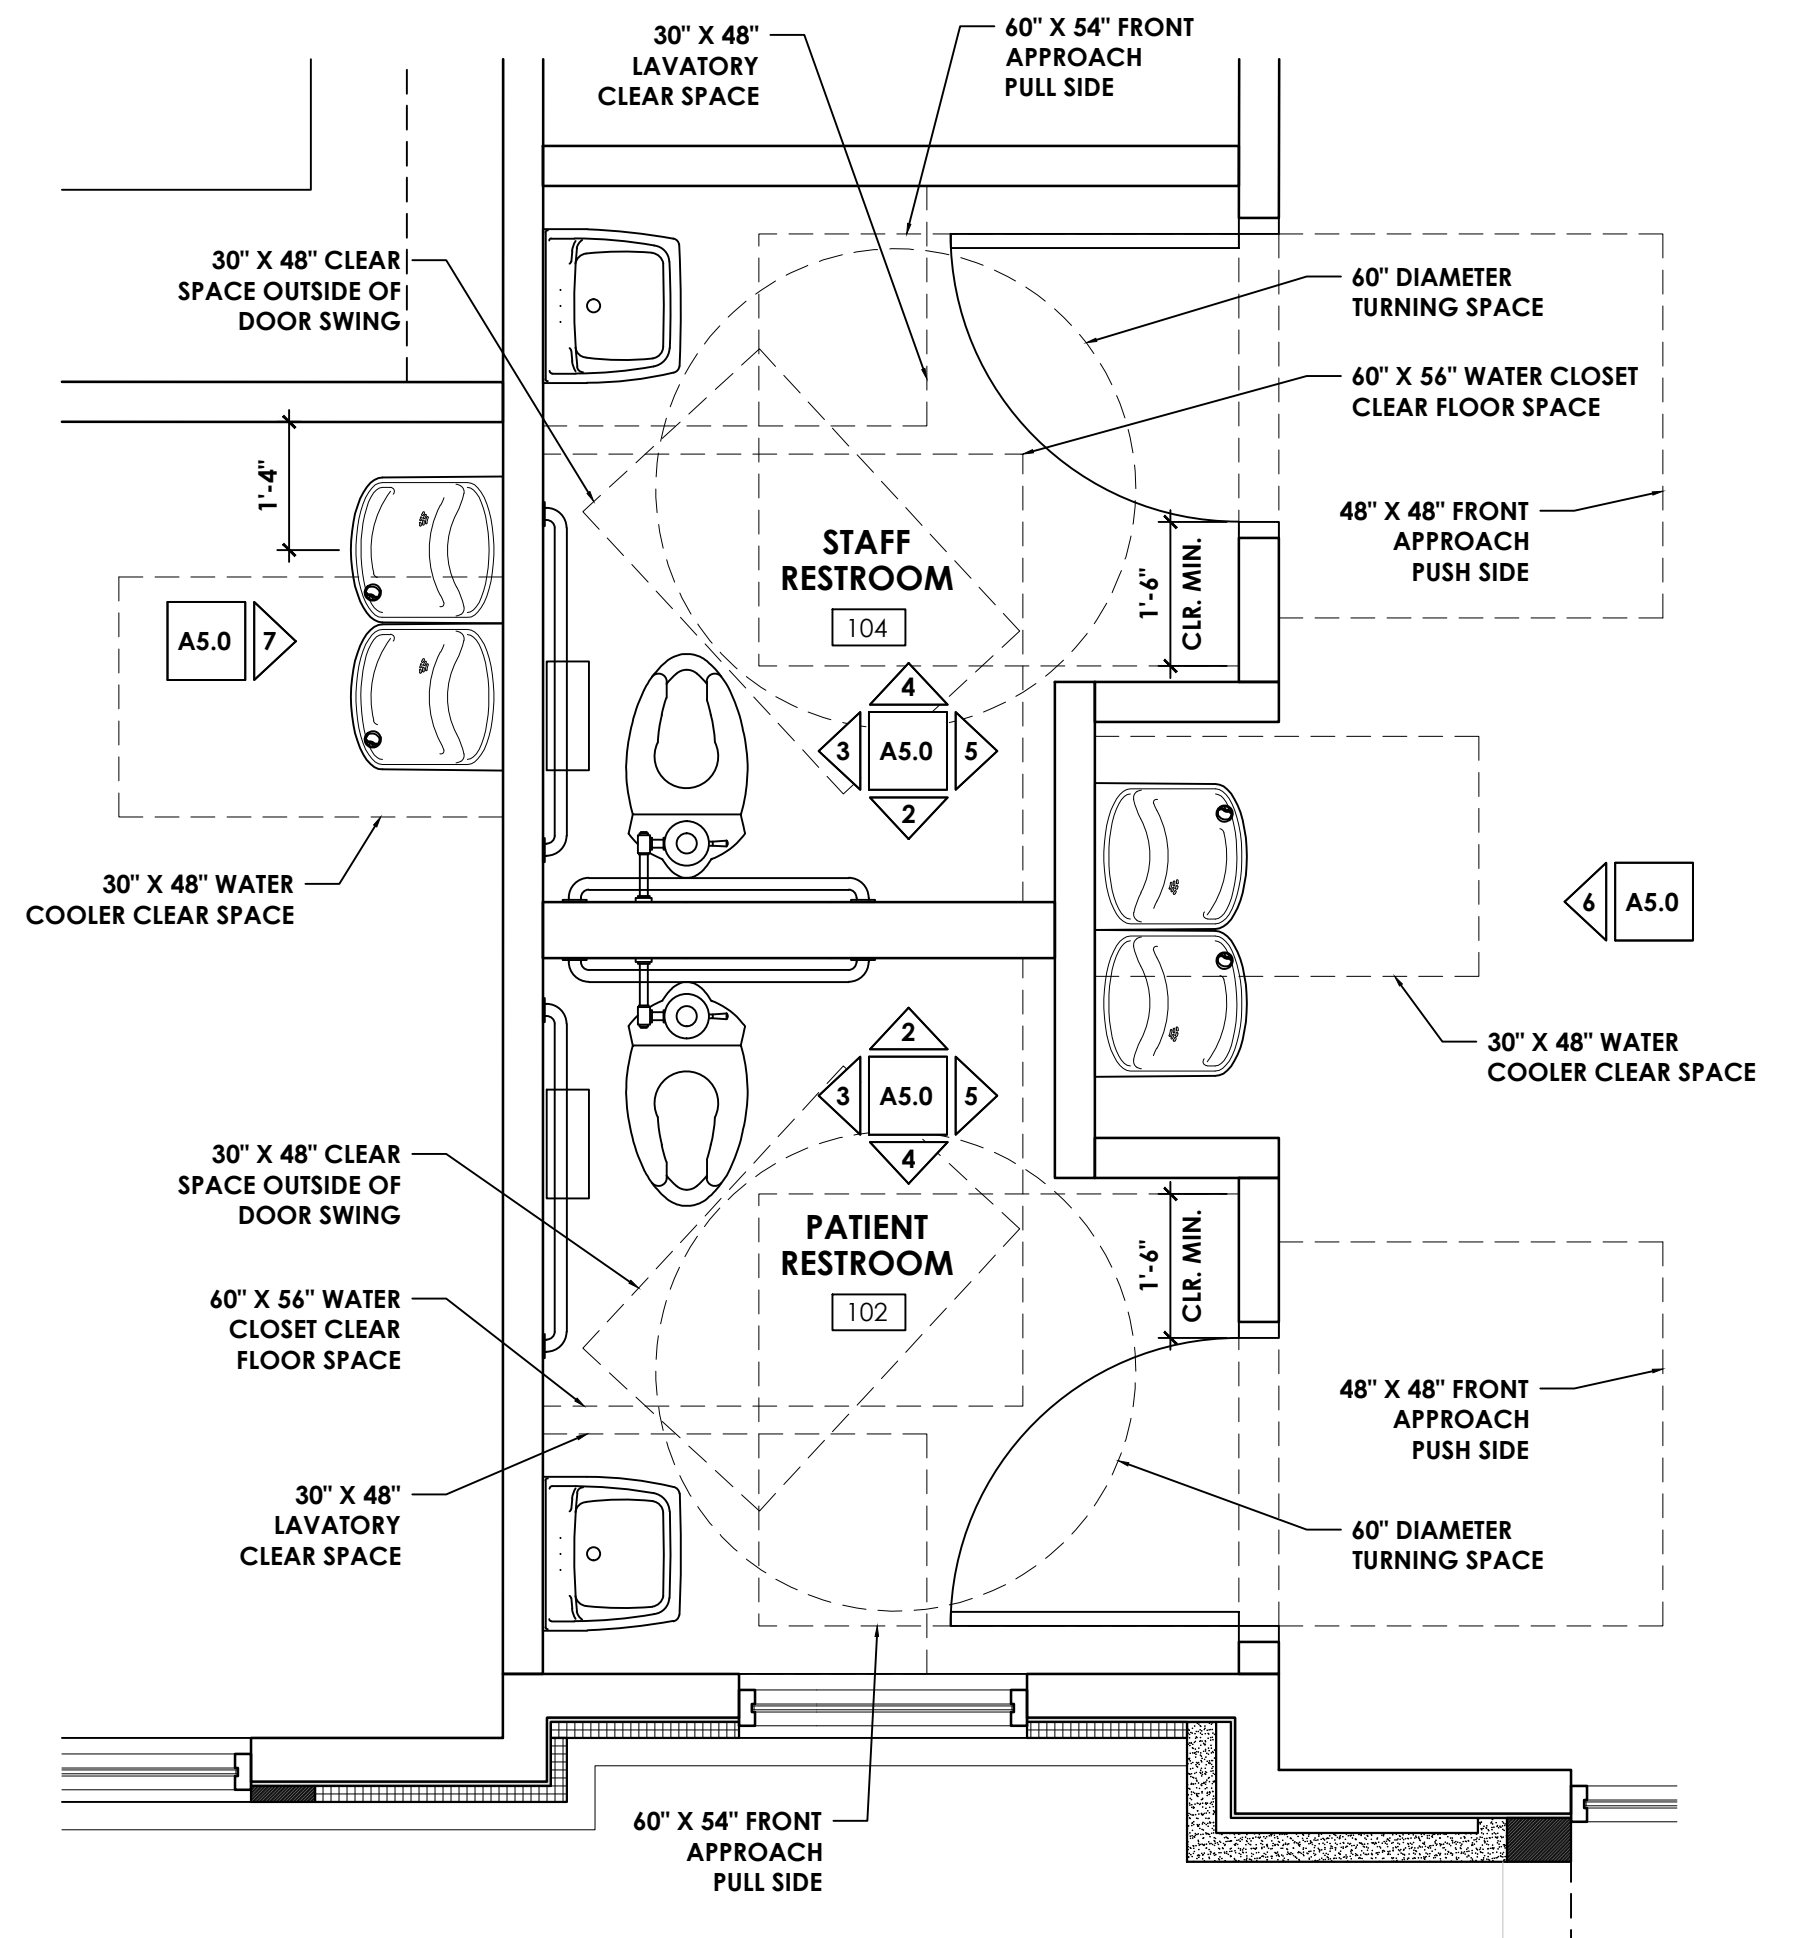 30" X 48"
LAVATORY
CLEAR SPACE
60" X 54" FRONT
APPROACH
PULL SIDE
30" X 48" CLEAR
SPACE OUTSIDE OF
DOOR SWING
60" DIAMETER
TURNING SPACE
60" X 56" WATER CLOSET
CLEAR FLOOR SPACE
1'-4"
48" X 48" FRONT
APPROACH
PUSH SIDE
STAFF
RESTROOM
104
1'-6"
CLR. MIN.
A5.0
7
4
3
A5.0
5
2
30" X 48" WATER
COOLER CLEAR SPACE
6
A5.0
30" X 48" WATER
COOLER CLEAR SPACE
2
3
A5.0
5
4
30" X 48" CLEAR
SPACE OUTSIDE OF
DOOR SWING
PATIENT
RESTROOM
102
1'-6"
CLR. MIN.
60" X 56" WATER
CLOSET CLEAR
FLOOR SPACE
48" X 48" FRONT
APPROACH
PUSH SIDE
30" X 48"
LAVATORY
CLEAR SPACE
60" DIAMETER
TURNING SPACE
60" X 54" FRONT
APPROACH
PULL SIDE